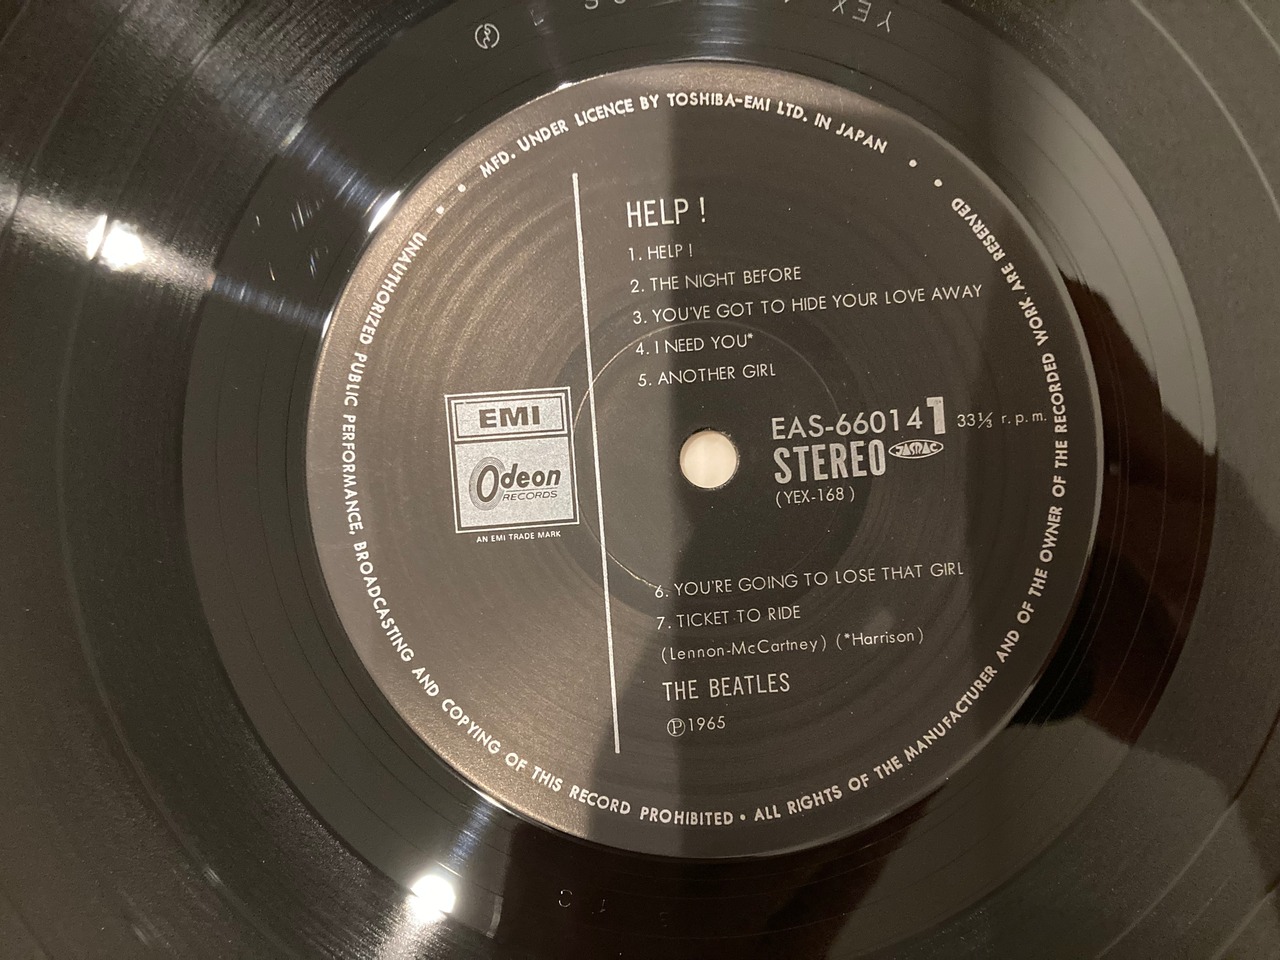 MFD. UNDER LICENCE BY TOSHIBA-EMI LTD. IN JAPAN
HELP !
1. HELP !
2. THE NIGHT BEFORE
3. YOU'VE GOT TO HIDE YOUR LOVE AWAY
4. I NEED YOU*
5. ANOTHER GIRL
EMI
Odeon
RECORDS
AN EMI TRADE MARK
EAS-66014 1 33⅓ r.p.m.
STEREO JASRAC
(YEX-168)
6. YOU'RE GOING TO LOSE THAT GIRL
7. TICKET TO RIDE
(Lennon-McCartney) (*Harrison)
THE BEATLES
℗1965
UNAUTHORIZED PUBLIC PERFORMANCE, BROADCASTING AND COPYING OF THIS RECORD PROHIBITED • ALL RIGHTS OF THE MANUFACTURER AND OF THE OWNER OF THE RECORDED WORK ARE RESERVED
YEX